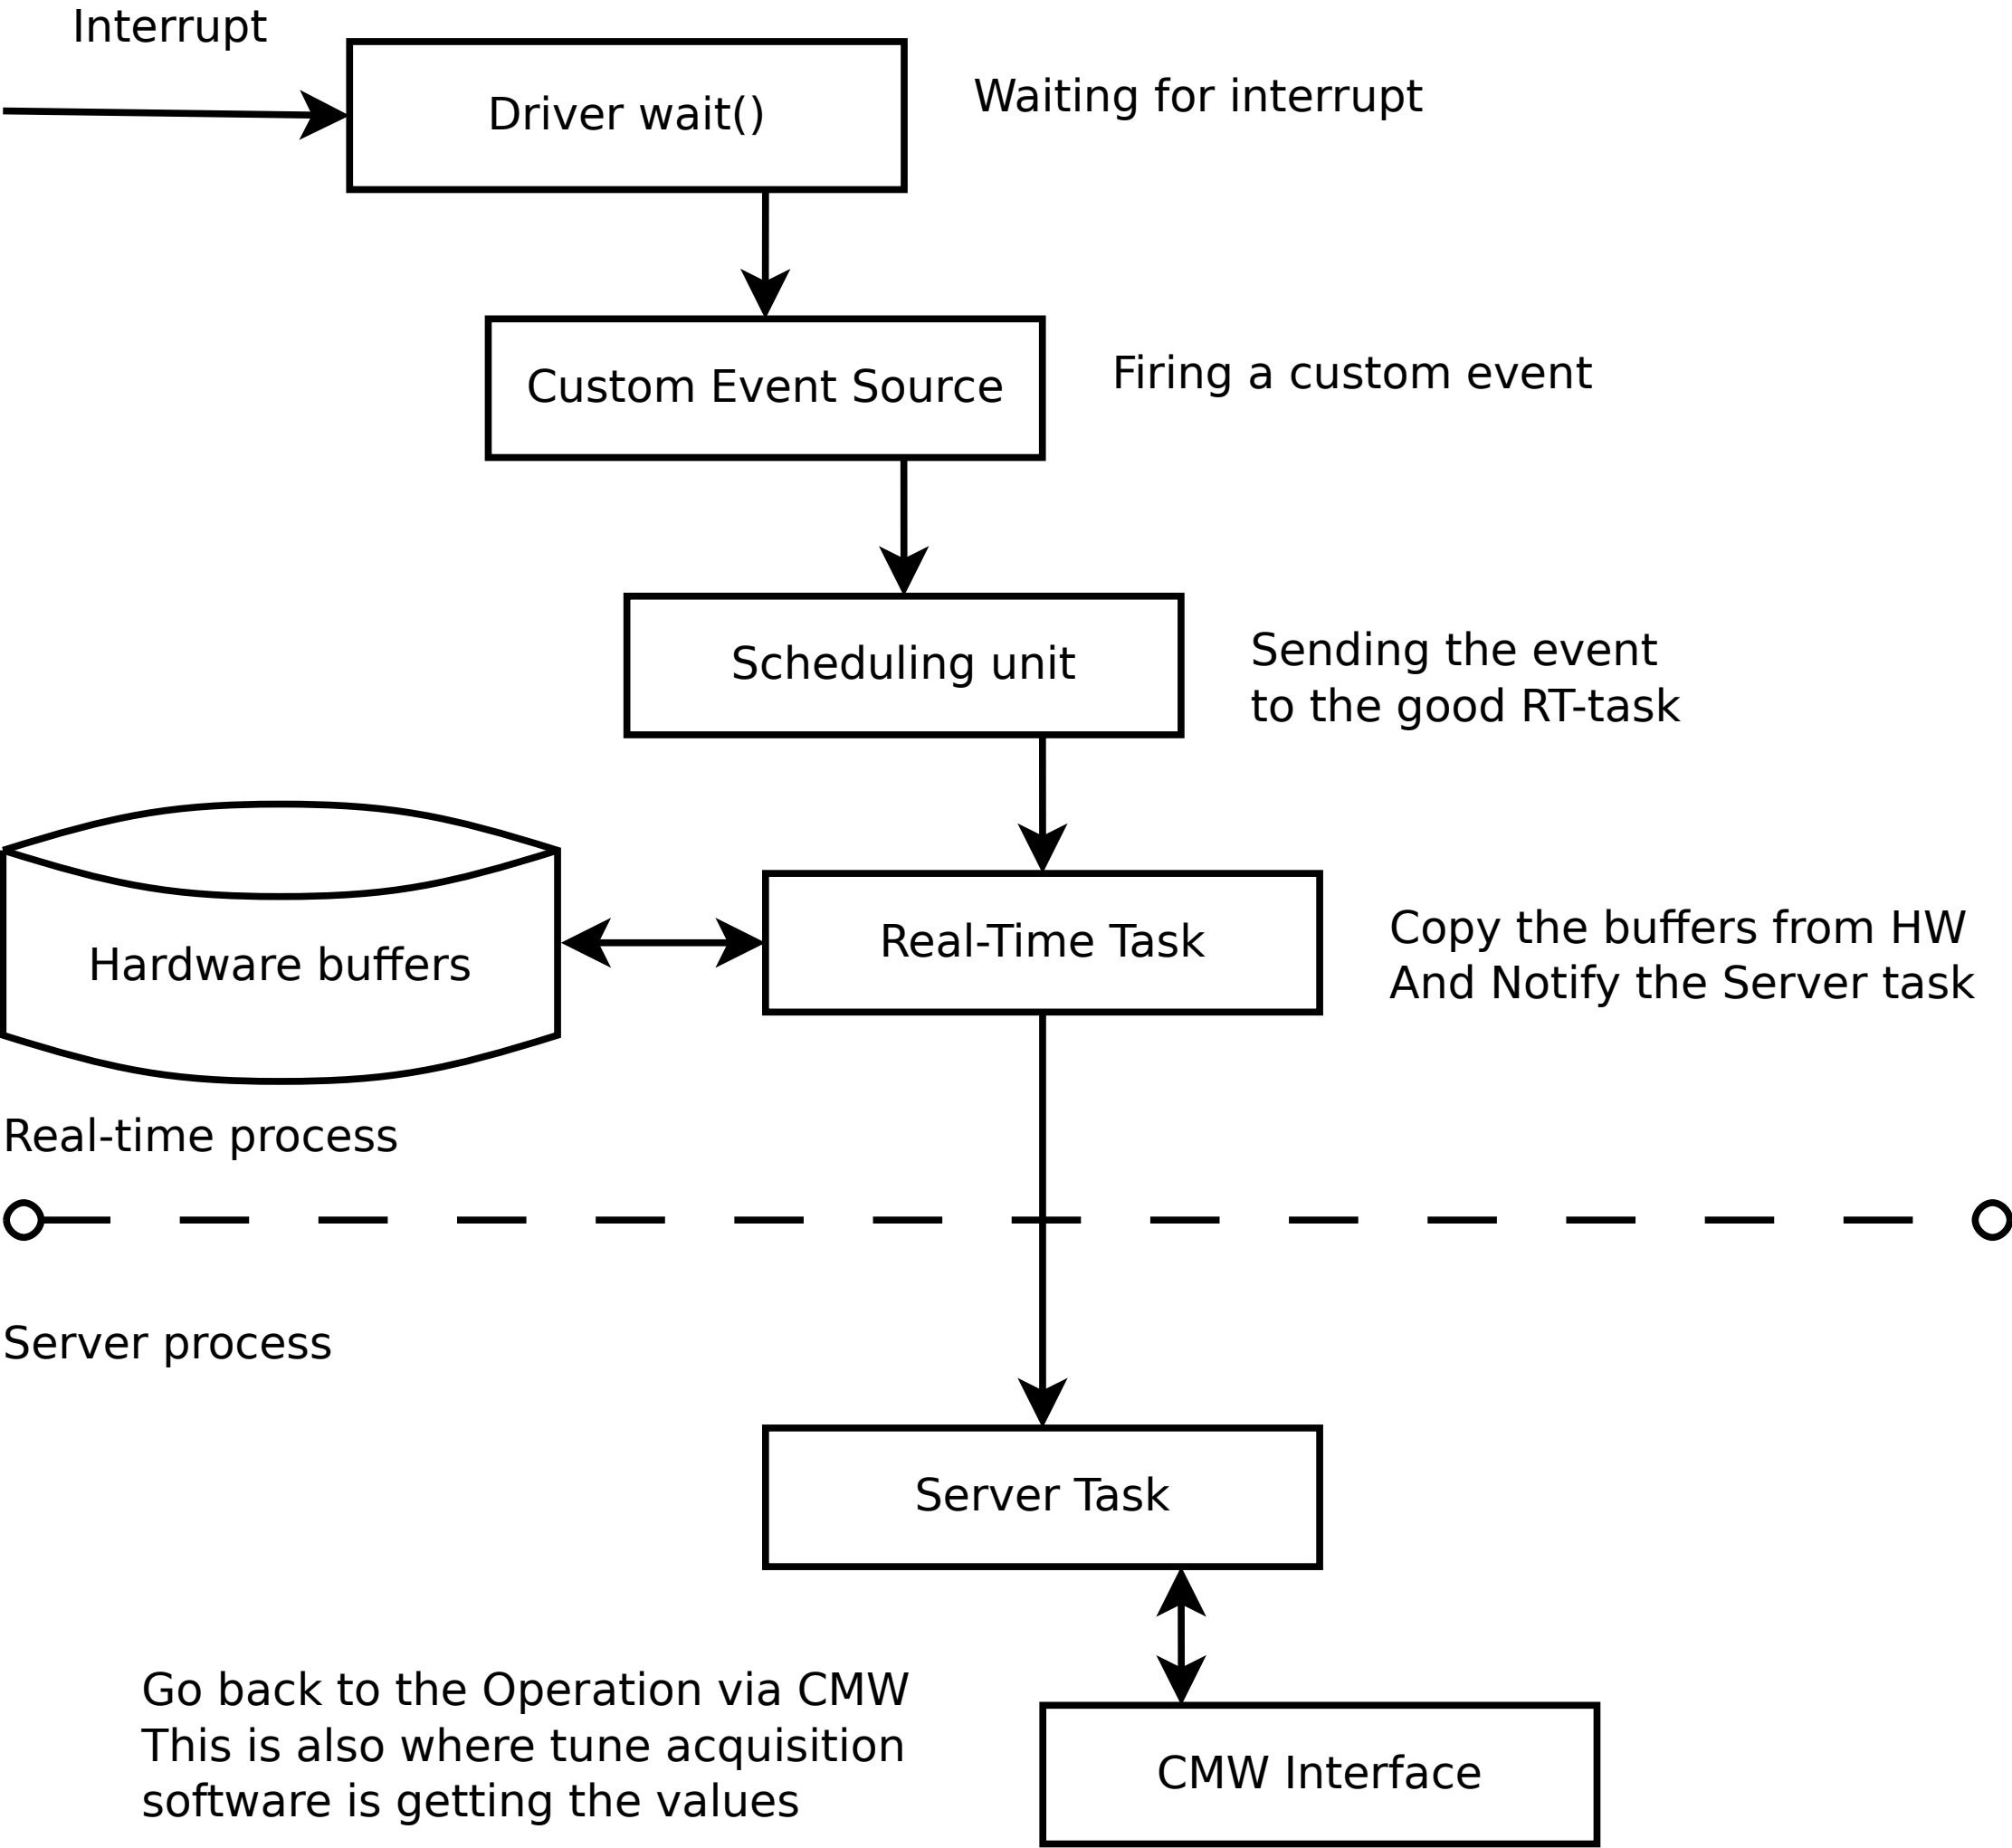 Interrupt
Driver wait()
Waiting for interrupt
Custom Event Source
Firing a custom event
Scheduling unit
Sending the event
to the good RT-task
Hardware buffers
Real-Time Task
Copy the buffers from HW
And Notify the Server task
Real-time process
Server process
Server Task
Go back to the Operation via CMW
This is also where tune acquisition
software is getting the values
CMW Interface